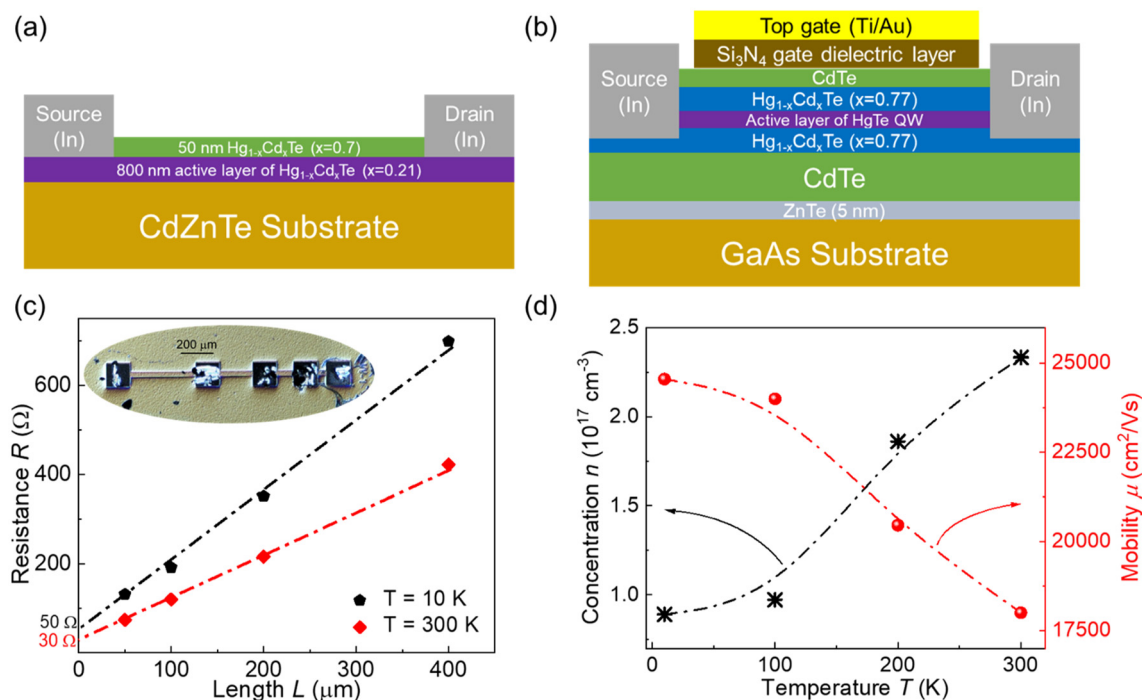 (a)
Source
(In)
Drain
(In)
50 nm Hg₁₋ₓCdₓTe (x=0.7)
800 nm active layer of Hg₁₋ₓCdₓTe (x=0.21)
CdZnTe Substrate
(b)
Top gate (Ti/Au)
Si₃N₄ gate dielectric layer
Source
(In)
Drain
(In)
CdTe
Hg₁₋ₓCdₓTe (x=0.77)
Active layer of HgTe QW
Hg₁₋ₓCdₓTe (x=0.77)
CdTe
ZnTe (5 nm)
GaAs Substrate
(c)
Resistance R (Ω)
600
400
200
50 Ω
30 Ω
200 μm
T = 10 K
T = 300 K
0 100 200 300 400
Length L (μm)
(d)
Concentration n (10¹⁷ cm⁻³)
2.5
2.0
1.5
1.0
25000
22500
20000
17500
Mobility μ (cm²/Vs)
0 100 200 300
Temperature T (K)